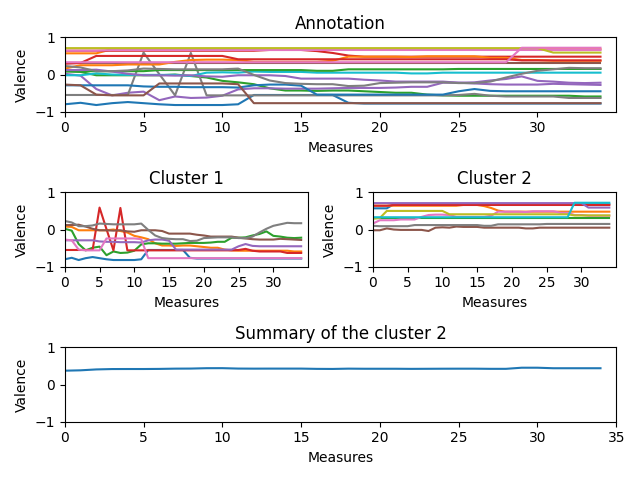 Annotation
Valence
1
0
−1
0 5 10 15 20 25 30
Measures
Cluster 1
Valence
1
0
−1
0 5 10 15 20 25 30
Measures
Cluster 2
Valence
1
0
−1
0 5 10 15 20 25 30
Measures
Summary of the cluster 2
Valence
1
0
−1
0 5 10 15 20 25 30 35
Measures